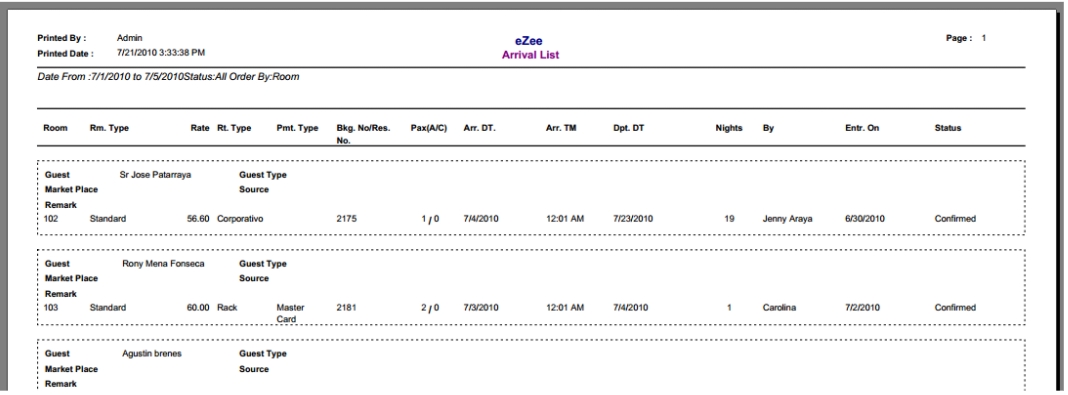 Printed By : Admin eZee Page : 1
Printed Date : 7/21/2010 3:33:38 PM Arrival List
Date From :7/1/2010 to 7/5/2010Status:All Order By:Room
Room Rm. Type Rate Rt. Type Pmt. Type Bkg. No/Res. No. Pax(A/C) Arr. DT. Arr. TM Dpt. DT Nights By Entr. On Status
Guest Sr Jose Patarraya Guest Type
Market Place Source
Remark
102 Standard 56.60 Corporativo 2175 1 / 0 7/4/2010 12:01 AM 7/23/2010 19 Jenny Araya 6/30/2010 Confirmed
Guest Rony Mena Fonseca Guest Type
Market Place Source
Remark
103 Standard 60.00 Rack Master Card 2181 2 / 0 7/3/2010 12:01 AM 7/4/2010 1 Carolina 7/2/2010 Confirmed
Guest Agustin brenes Guest Type
Market Place Source
Remark